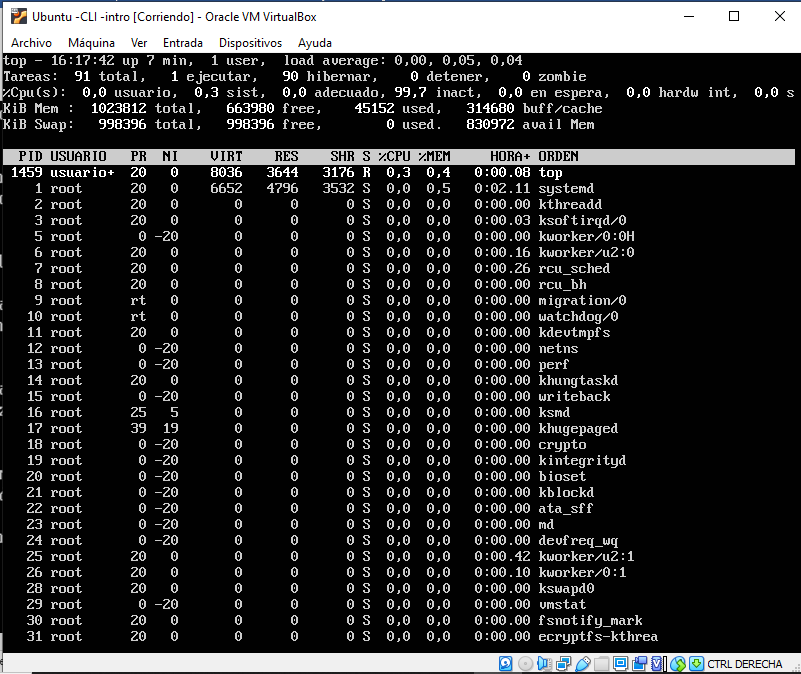 Ubuntu -CLI -intro [Corriendo] - Oracle VM VirtualBox
Archivo Máquina Ver Entrada Dispositivos Ayuda
top - 16:17:42 up 7 min, 1 user, load average: 0,00, 0,05, 0,04
Tareas: 91 total, 1 ejecutar, 90 hibernar, 0 detener, 0 zombie
%Cpu(s): 0,0 usuario, 0,3 sist, 0,0 adecuado, 99,7 inact, 0,0 en espera, 0,0 hardw int, 0,0 s
KiB Mem : 1023812 total, 663980 free, 45152 used, 314680 buff/cache
KiB Swap: 998396 total, 998396 free, 0 used. 830972 avail Mem
PID USUARIO PR NI VIRT RES SHR S %CPU %MEM HORA+ ORDEN
1459 usuario+ 20 0 8036 3644 3176 R 0,3 0,4 0:00.08 top
1 root 20 0 6652 4796 3532 S 0,0 0,5 0:02.11 systemd
2 root 20 0 0 0 0 S 0,0 0,0 0:00.00 kthreadd
3 root 20 0 0 0 0 S 0,0 0,0 0:00.03 ksoftirqd/0
5 root 0 -20 0 0 0 S 0,0 0,0 0:00.00 kworker/0:0H
6 root 20 0 0 0 0 S 0,0 0,0 0:00.16 kworker/u2:0
7 root 20 0 0 0 0 S 0,0 0,0 0:00.26 rcu_sched
8 root 20 0 0 0 0 S 0,0 0,0 0:00.00 rcu_bh
9 root rt 0 0 0 0 S 0,0 0,0 0:00.00 migration/0
10 root rt 0 0 0 0 S 0,0 0,0 0:00.00 watchdog/0
11 root 20 0 0 0 0 S 0,0 0,0 0:00.00 kdevtmpfs
12 root 0 -20 0 0 0 S 0,0 0,0 0:00.00 netns
13 root 0 -20 0 0 0 S 0,0 0,0 0:00.00 perf
14 root 20 0 0 0 0 S 0,0 0,0 0:00.00 khungtaskd
15 root 0 -20 0 0 0 S 0,0 0,0 0:00.00 writeback
16 root 25 5 0 0 0 S 0,0 0,0 0:00.00 ksmd
17 root 39 19 0 0 0 S 0,0 0,0 0:00.00 khugepaged
18 root 0 -20 0 0 0 S 0,0 0,0 0:00.00 crypto
19 root 0 -20 0 0 0 S 0,0 0,0 0:00.00 kintegrityd
20 root 0 -20 0 0 0 S 0,0 0,0 0:00.00 bioset
21 root 0 -20 0 0 0 S 0,0 0,0 0:00.00 kblockd
22 root 0 -20 0 0 0 S 0,0 0,0 0:00.00 ata_sff
23 root 0 -20 0 0 0 S 0,0 0,0 0:00.00 md
24 root 0 -20 0 0 0 S 0,0 0,0 0:00.00 devfreq_wq
25 root 20 0 0 0 0 S 0,0 0,0 0:00.42 kworker/u2:1
26 root 20 0 0 0 0 S 0,0 0,0 0:00.10 kworker/0:1
28 root 20 0 0 0 0 S 0,0 0,0 0:00.00 kswapd0
29 root 0 -20 0 0 0 S 0,0 0,0 0:00.00 vmstat
30 root 20 0 0 0 0 S 0,0 0,0 0:00.00 fsnotify_mark
31 root 20 0 0 0 0 S 0,0 0,0 0:00.00 ecryptfs-kthrea
CTRL DERECHA